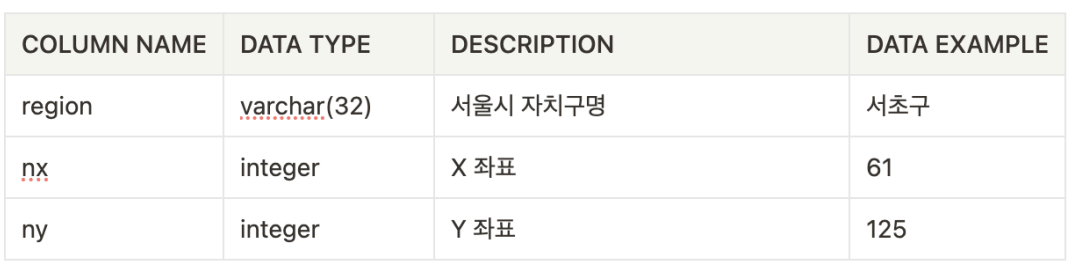 COLUMN NAME DATA TYPE DESCRIPTION DATA EXAMPLE
region varchar(32) 서울시 자치구명 서초구
nx integer X 좌표 61
ny integer Y 좌표 125